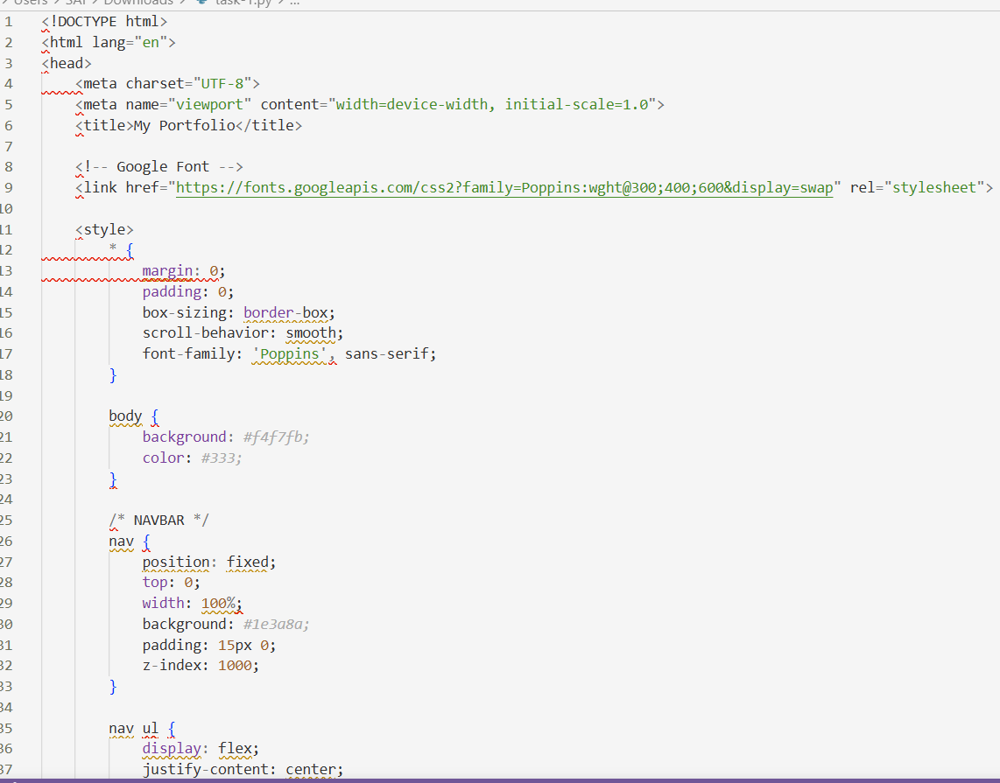 Users > SAI > Downloads > task-1.py > ...
1 <!DOCTYPE html>
2 <html lang="en">
3 <head>
4 <meta charset="UTF-8">
5 <meta name="viewport" content="width=device-width, initial-scale=1.0">
6 <title>My Portfolio</title>
7
8 <!-- Google Font -->
9 <link href="https://fonts.googleapis.com/css2?family=Poppins:wght@300;400;600&display=swap" rel="stylesheet">
10
11 <style>
12 * {
13 margin: 0;
14 padding: 0;
15 box-sizing: border-box;
16 scroll-behavior: smooth;
17 font-family: 'Poppins', sans-serif;
18 }
19
20 body {
21 background: #f4f7fb;
22 color: #333;
23 }
24
25 /* NAVBAR */
26 nav {
27 position: fixed;
28 top: 0;
29 width: 100%;
30 background: #1e3a8a;
31 padding: 15px 0;
32 z-index: 1000;
33 }
34
35 nav ul {
36 display: flex;
37 justify-content: center;